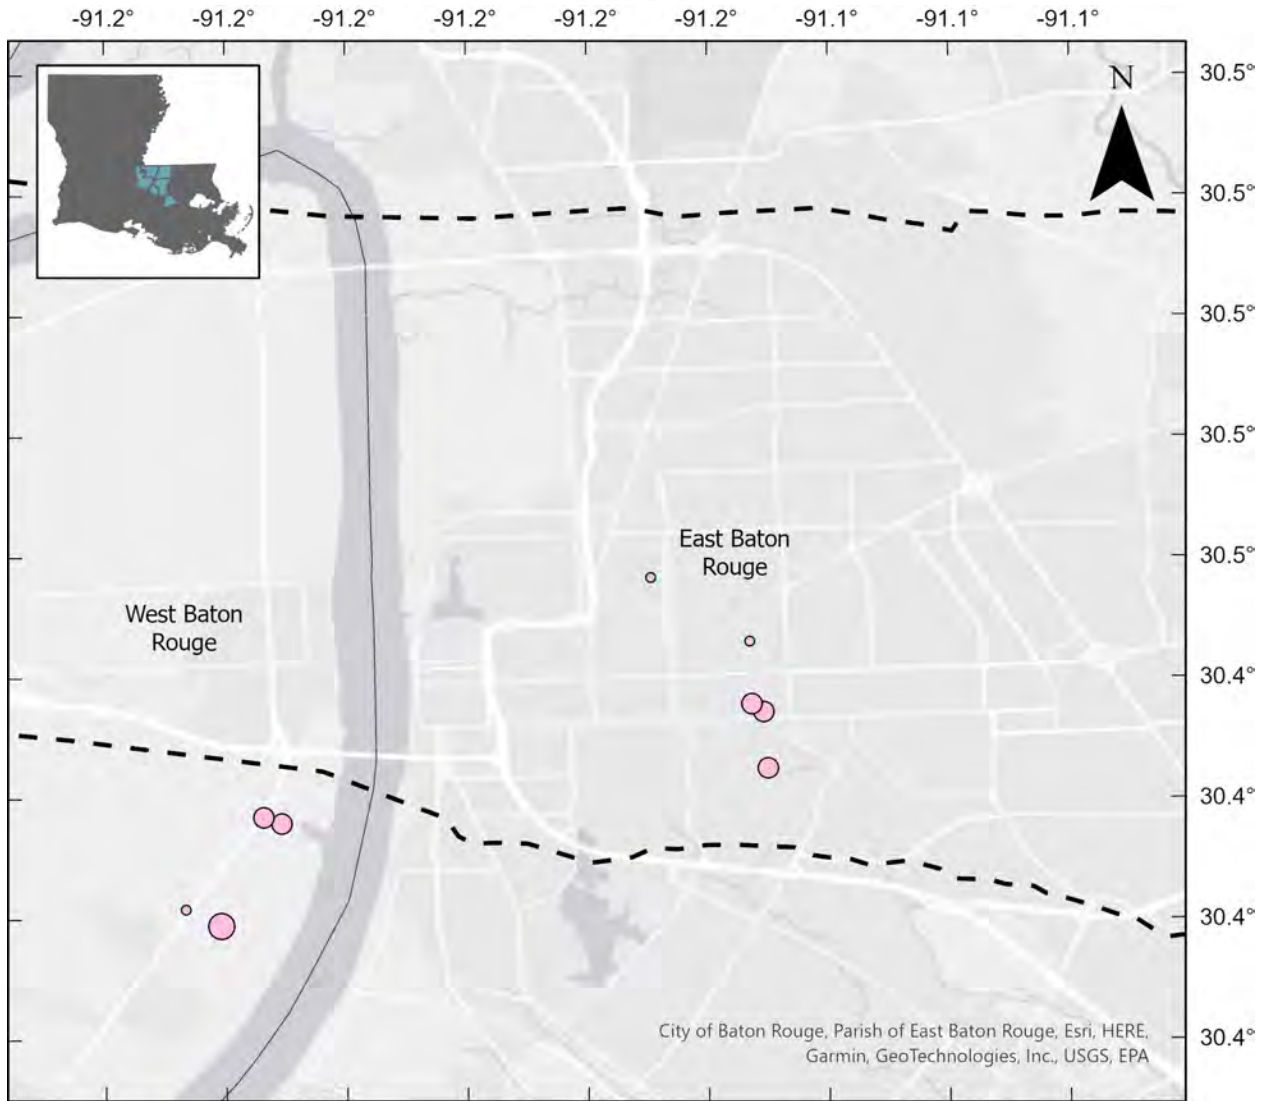 -91.2° -91.2° -91.2° -91.2° -91.2° -91.2° -91.1° -91.1° -91.1°
N
30.5°
30.5°
30.5°
30.5°
East Baton
Rouge
30.5°
West Baton
Rouge
30.4°
30.4°
30.4°
City of Baton Rouge, Parish of East Baton Rouge, Esri, HERE,
Garmin, GeoTechnologies, Inc., USGS, EPA
30.4°